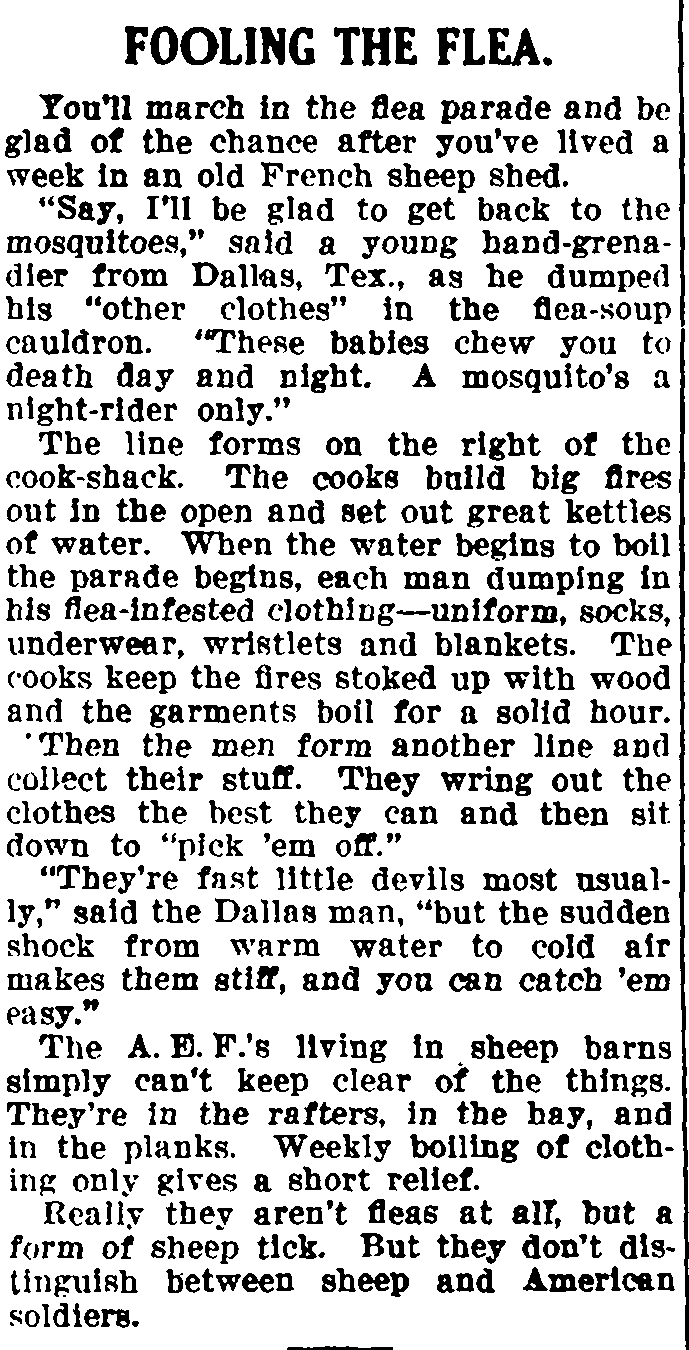 FOOLING THE FLEA.
You'll march in the flea parade and be
glad of the chance after you've lived a
week in an old French sheep shed.
"Say, I'll be glad to get back to the
mosquitoes," said a young hand-grena-
dier from Dallas, Tex., as he dumped
his "other clothes" in the flea-soup
cauldron. "These babies chew you to
death day and night. A mosquito's a
night-rider only."
The line forms on the right of the
cook-shack. The cooks build big fires
out in the open and set out great kettles
of water. When the water begins to boil
the parade begins, each man dumping in
his flea-infested clothing—uniform, socks,
underwear, wristlets and blankets. The
cooks keep the fires stoked up with wood
and the garments boil for a solid hour.
Then the men form another line and
collect their stuff. They wring out the
clothes the best they can and then sit
down to "pick 'em off."
"They're fast little devils most usual-
ly," said the Dallas man, "but the sudden
shock from warm water to cold air
makes them stiff, and you can catch 'em
easy."
The A. E. F.'s living in sheep barns
simply can't keep clear of the things.
They're in the rafters, in the hay, and
in the planks. Weekly boiling of cloth-
ing only gives a short relief.
Really they aren't fleas at all, but a
form of sheep tick. But they don't dis-
tinguish between sheep and American
soldiers.